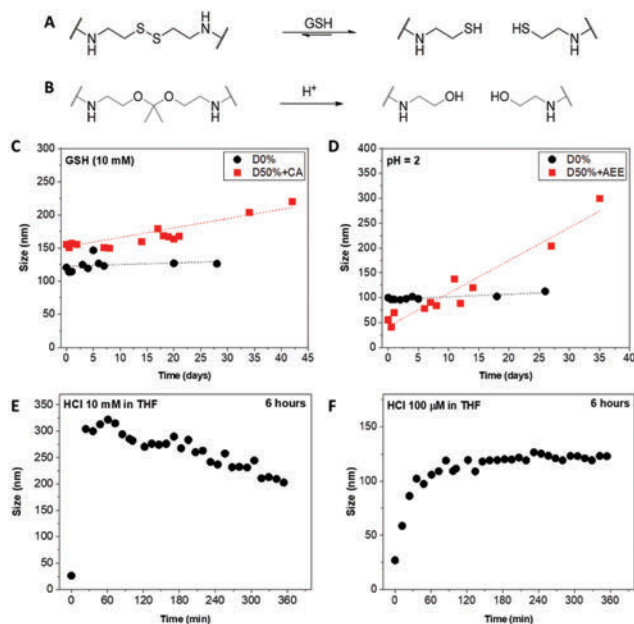 A
H
N
S
S
N
H
GSH
N
H
SH
HS
N
H
B
N
H
O
O
N
H
H+
N
H
OH
HO
N
H
C
GSH (10 mM)
D0%
D50%+CA
Size (nm)
300
250
200
150
100
50
0
0 5 10 15 20 25 30 35 40 45
Time (days)
D
pH = 2
D0%
D50%+AEE
Size (nm)
400
350
300
250
200
150
100
50
0
0 5 10 15 20 25 30 35 40
Time (days)
E
HCl 10 mM in THF 6 hours
Size (nm)
350
300
250
200
150
100
50
0
0 60 120 180 240 300 360
Time (min)
F
HCl 100 µM in THF 6 hours
Size (nm)
150
100
50
0
0 60 120 180 240 300 360
Time (min)